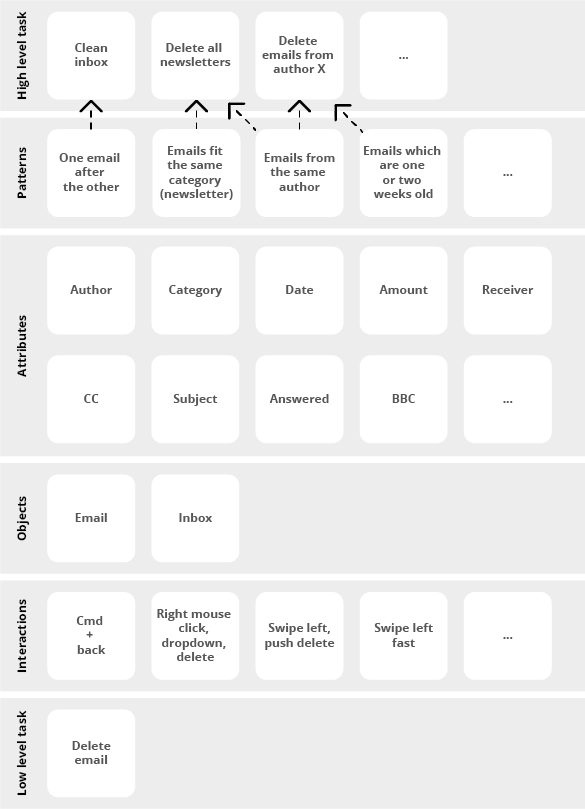 High level task
Clean
inbox
Delete all
newsletters
Delete
emails from
author X
...
Patterns
One email
after
the other
Emails fit
the same
category
(newsletter)
Emails from
the same
author
Emails which
are one
or two
weeks old
...
Attributes
Author
Category
Date
Amount
Receiver
CC
Subject
Answered
BBC
...
Objects
Email
Inbox
Interactions
Cmd
+
back
Right mouse
click,
dropdown,
delete
Swipe left,
push delete
Swipe left
fast
...
Low level task
Delete
email